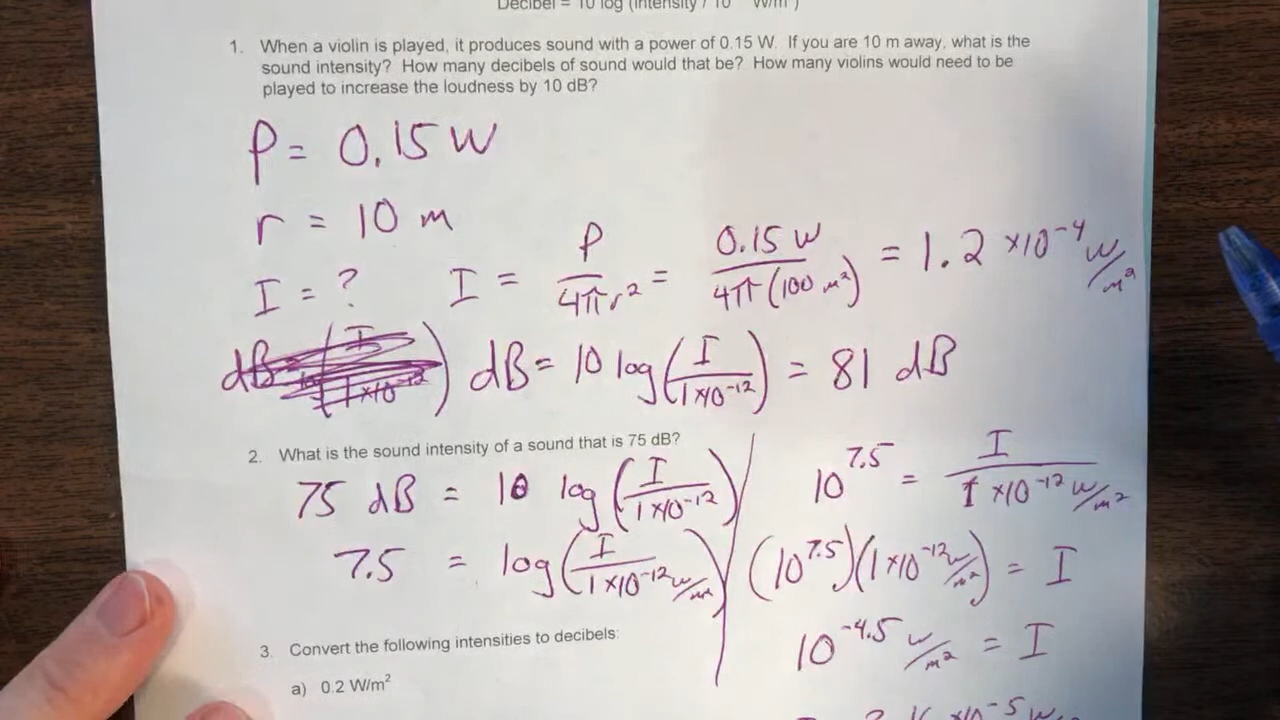 Decibel = 10 log (Intensity / 10 W/m )
1. When a violin is played, it produces sound with a power of 0.15 W. If you are 10 m away, what is the
sound intensity? How many decibels of sound would that be? How many violins would need to be
played to increase the loudness by 10 dB?
P = 0.15 W
r = 10 m
I = ? I = P / 4πr² = 0.15 W / 4π(100 m²) = 1.2 ×10⁻⁴ W/m²
dB = 10 log(I / 1×10⁻¹²) = 81 dB
2. What is the sound intensity of a sound that is 75 dB?
75 dB = 10 log(I / 1×10⁻¹²)
7.5 = log(I / 1×10⁻¹² W/m²)
10^7.5 = I / 1×10⁻¹² W/m²
(10^7.5)(1×10⁻¹² W/m²) = I
10^-4.5 W/m² = I
3. Convert the following intensities to decibels:
a) 0.2 W/m²